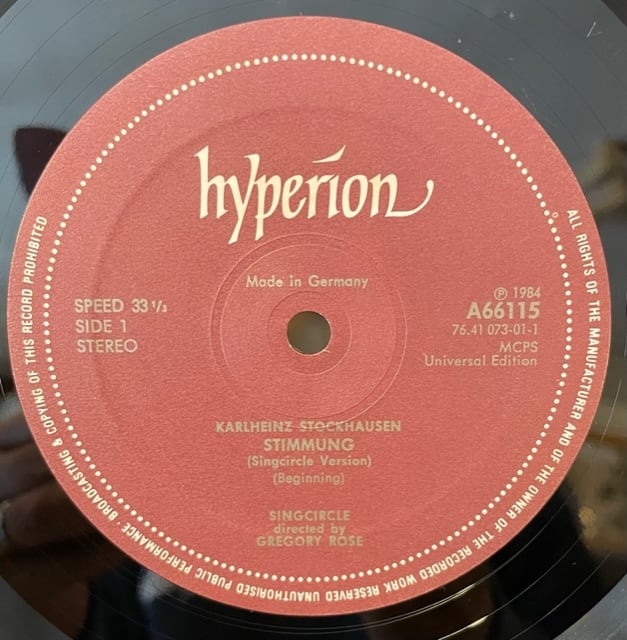 hyperion
Made in Germany
SPEED 33 1/3
SIDE 1
STEREO
℗ 1984
A66115
76.41 073-01-1
MCPS
Universal Edition
KARLHEINZ STOCKHAUSEN
STIMMUNG
(Singcircle Version)
(Beginning)
SINGCIRCLE
directed by
GREGORY ROSE
ALL RIGHTS OF THE MANUFACTURER AND OF THE OWNER OF THE RECORDED WORK RESERVED UNAUTHORISED PUBLIC PERFORMANCE · BROADCASTING & COPYING OF THIS RECORD PROHIBITED